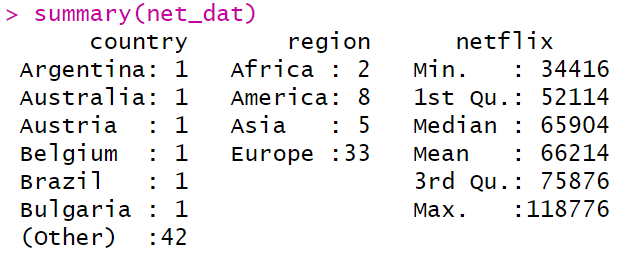 > summary(net_dat)
country region netflix
Argentina: 1 Africa : 2 Min. : 34416
Australia: 1 America: 8 1st Qu.: 52114
Austria : 1 Asia : 5 Median : 65904
Belgium : 1 Europe :33 Mean : 66214
Brazil : 1 3rd Qu.: 75876
Bulgaria : 1 Max. :118776
(Other) :42